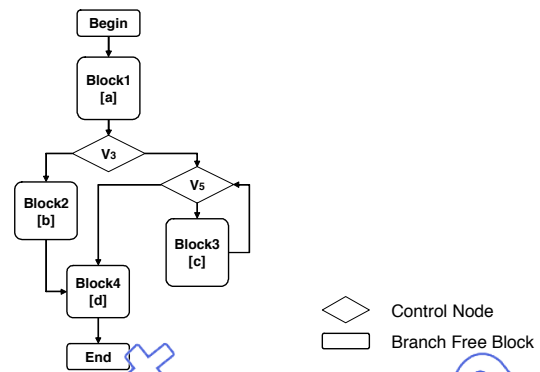 Begin
Block1
[a]
V3
V5
Block2
[b]
Block3
[c]
Block4
[d]
End
Control Node
Branch Free Block